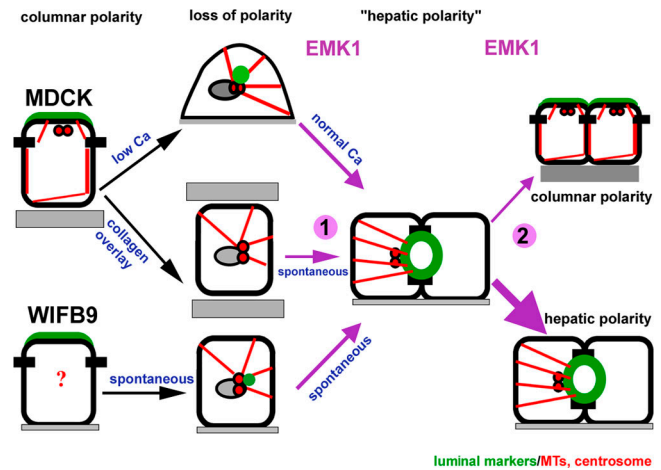 columnar polarity
loss of polarity
"hepatic polarity"
EMK1
EMK1
MDCK
low Ca
normal Ca
columnar polarity
collagen
overlay
1
spontaneous
2
WIFB9
?
spontaneous
spontaneous
hepatic polarity
luminal markers/MTs, centrosome